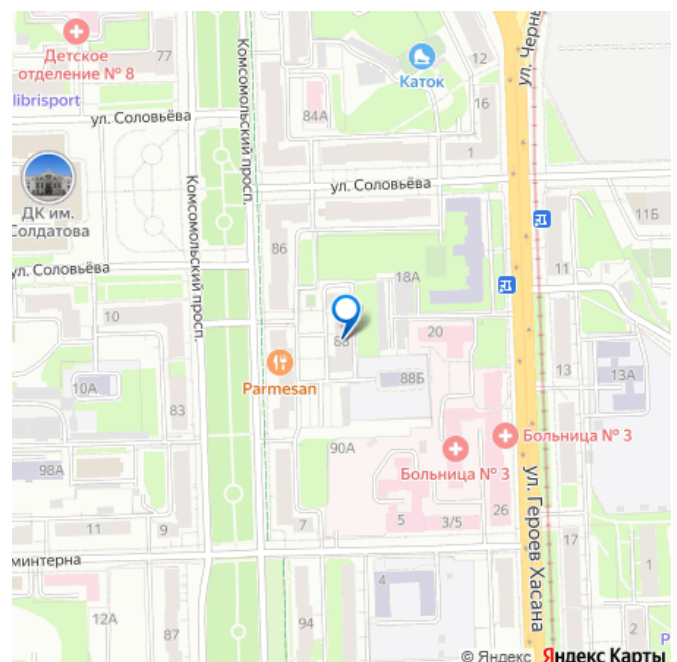 Детское
отделение № 8
77
librisport
ул. Соловьёва
Комсомольский просп.
84А
Каток
12
16
1
ул. Черны
ДК им.
Солдатова
Комсомольский просп.
ул. Соловьёва
11Б
86
ул. Соловьёва
18А
11
10
20
Parmesan
88Б
13
13А
10А
83
90А
Больница № 3
Больница № 3
98А
ул. Героев Хасана
11
9
7
5
3/5
26
17
минтерна
1
4
12А
87
94
2
Р
© Яндекс Яндекс Карты